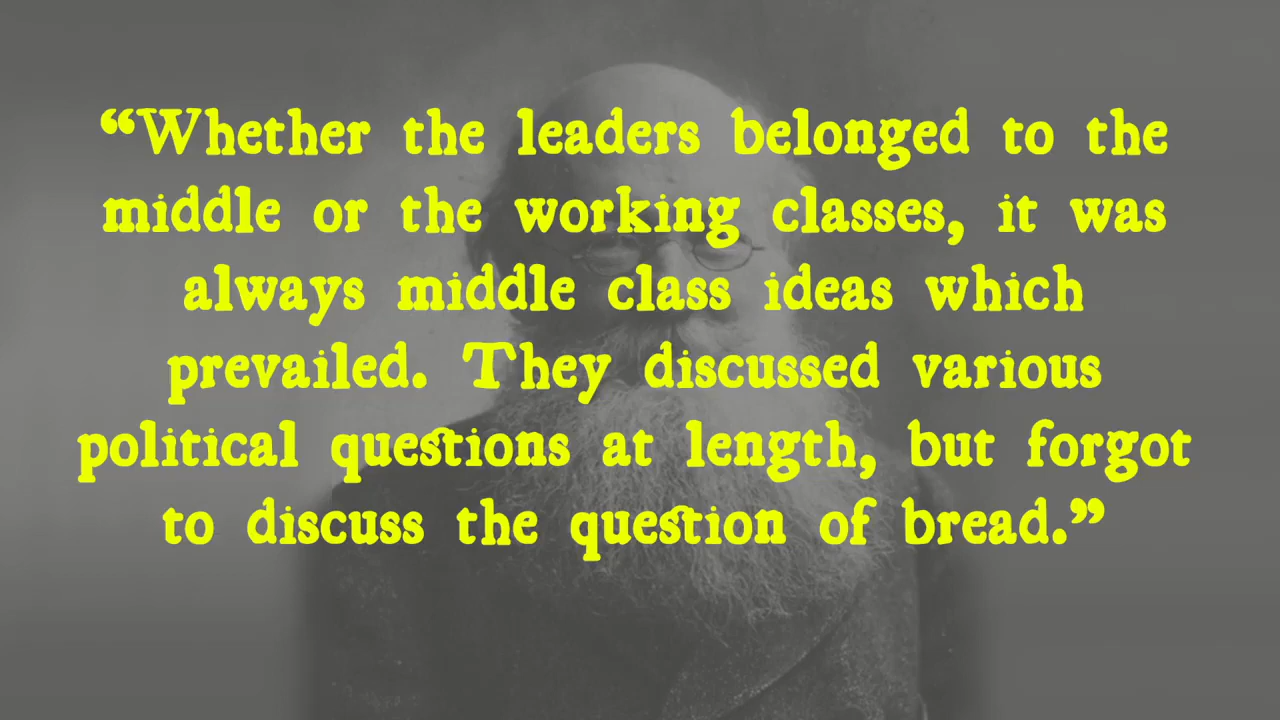 “Whether the leaders belonged to the
middle or the working classes, it was
always middle class ideas which
prevailed. They discussed various
political questions at length, but forgot
to discuss the question of bread.”